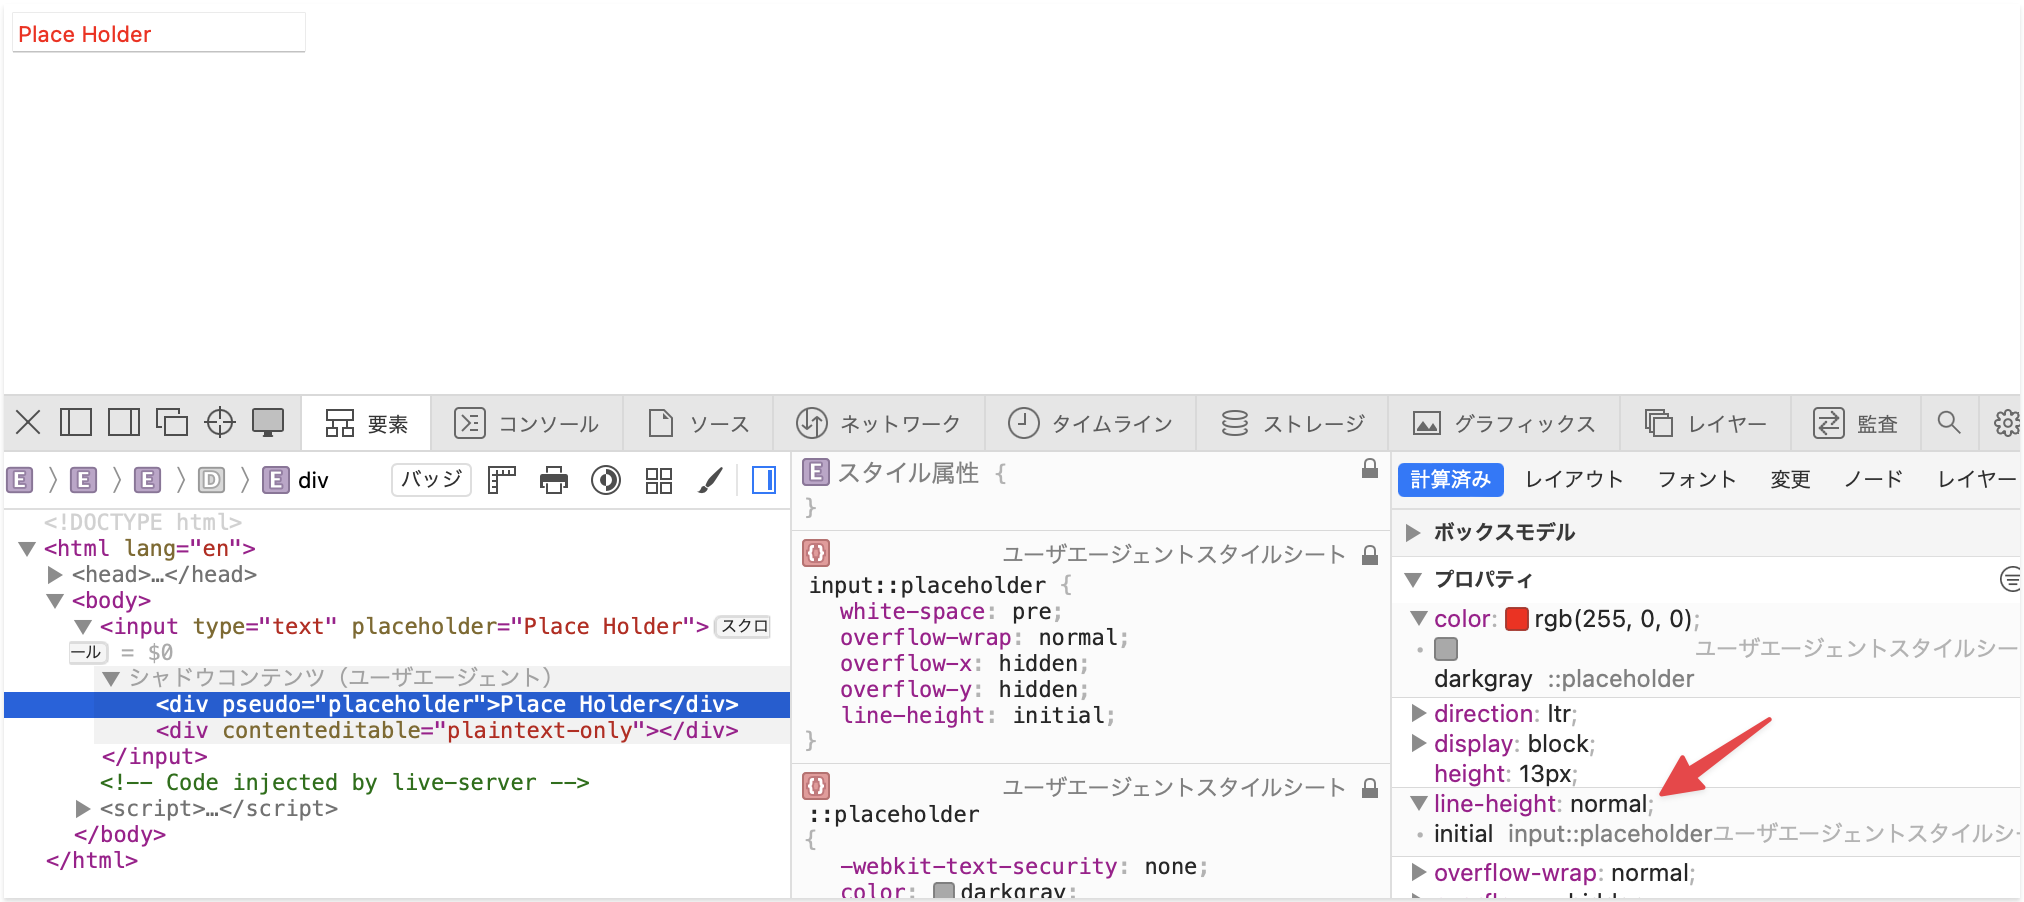 Place Holder
要素 コンソール ソース ネットワーク タイムライン ストレージ グラフィックス レイヤー 監査
E 〉 E 〉 E 〉 D 〉 E div バッジ
<!DOCTYPE html>
<html lang="en">
<head>…</head>
<body>
<input type="text" placeholder="Place Holder"> スクロ
ール = $0
シャドウコンテンツ（ユーザエージェント）
<div pseudo="placeholder">Place Holder</div>
<div contenteditable="plaintext-only"></div>
</input>
<!-- Code injected by live-server -->
<script>…</script>
</body>
</html>
E スタイル属性 {
}
ユーザエージェントスタイルシート
input::placeholder {
white-space: pre;
overflow-wrap: normal;
overflow-x: hidden;
overflow-y: hidden;
line-height: initial;
}
ユーザエージェントスタイルシート
::placeholder
{
-webkit-text-security: none;
color: darkgray;
計算済み レイアウト フォント 変更 ノード レイヤー
ボックスモデル
プロパティ
color: rgb(255, 0, 0);
ユーザエージェントスタイルシー
darkgray ::placeholder
direction: ltr;
display: block;
height: 13px;
line-height: normal;
initial input::placeholderユーザエージェントスタイルシ
overflow-wrap: normal;